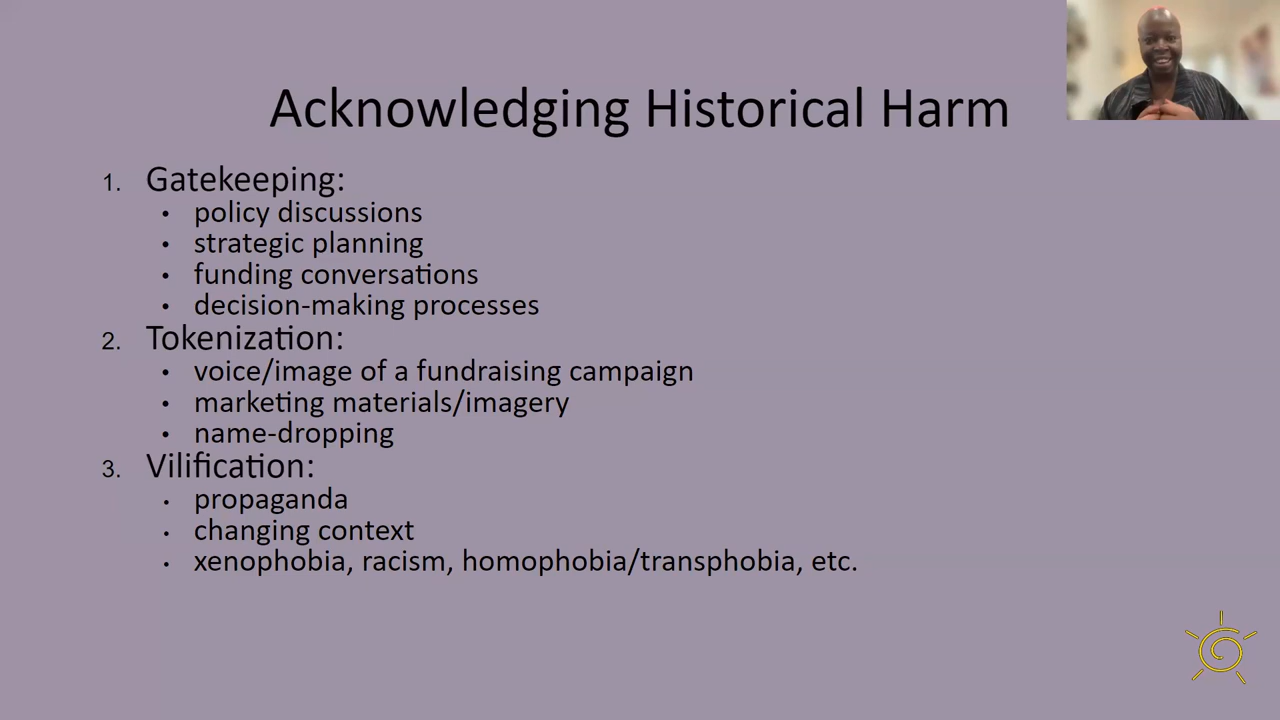 Acknowledging Historical Harm
1. Gatekeeping:
• policy discussions
• strategic planning
• funding conversations
• decision-making processes
2. Tokenization:
• voice/image of a fundraising campaign
• marketing materials/imagery
• name-dropping
3. Vilification:
• propaganda
• changing context
• xenophobia, racism, homophobia/transphobia, etc.